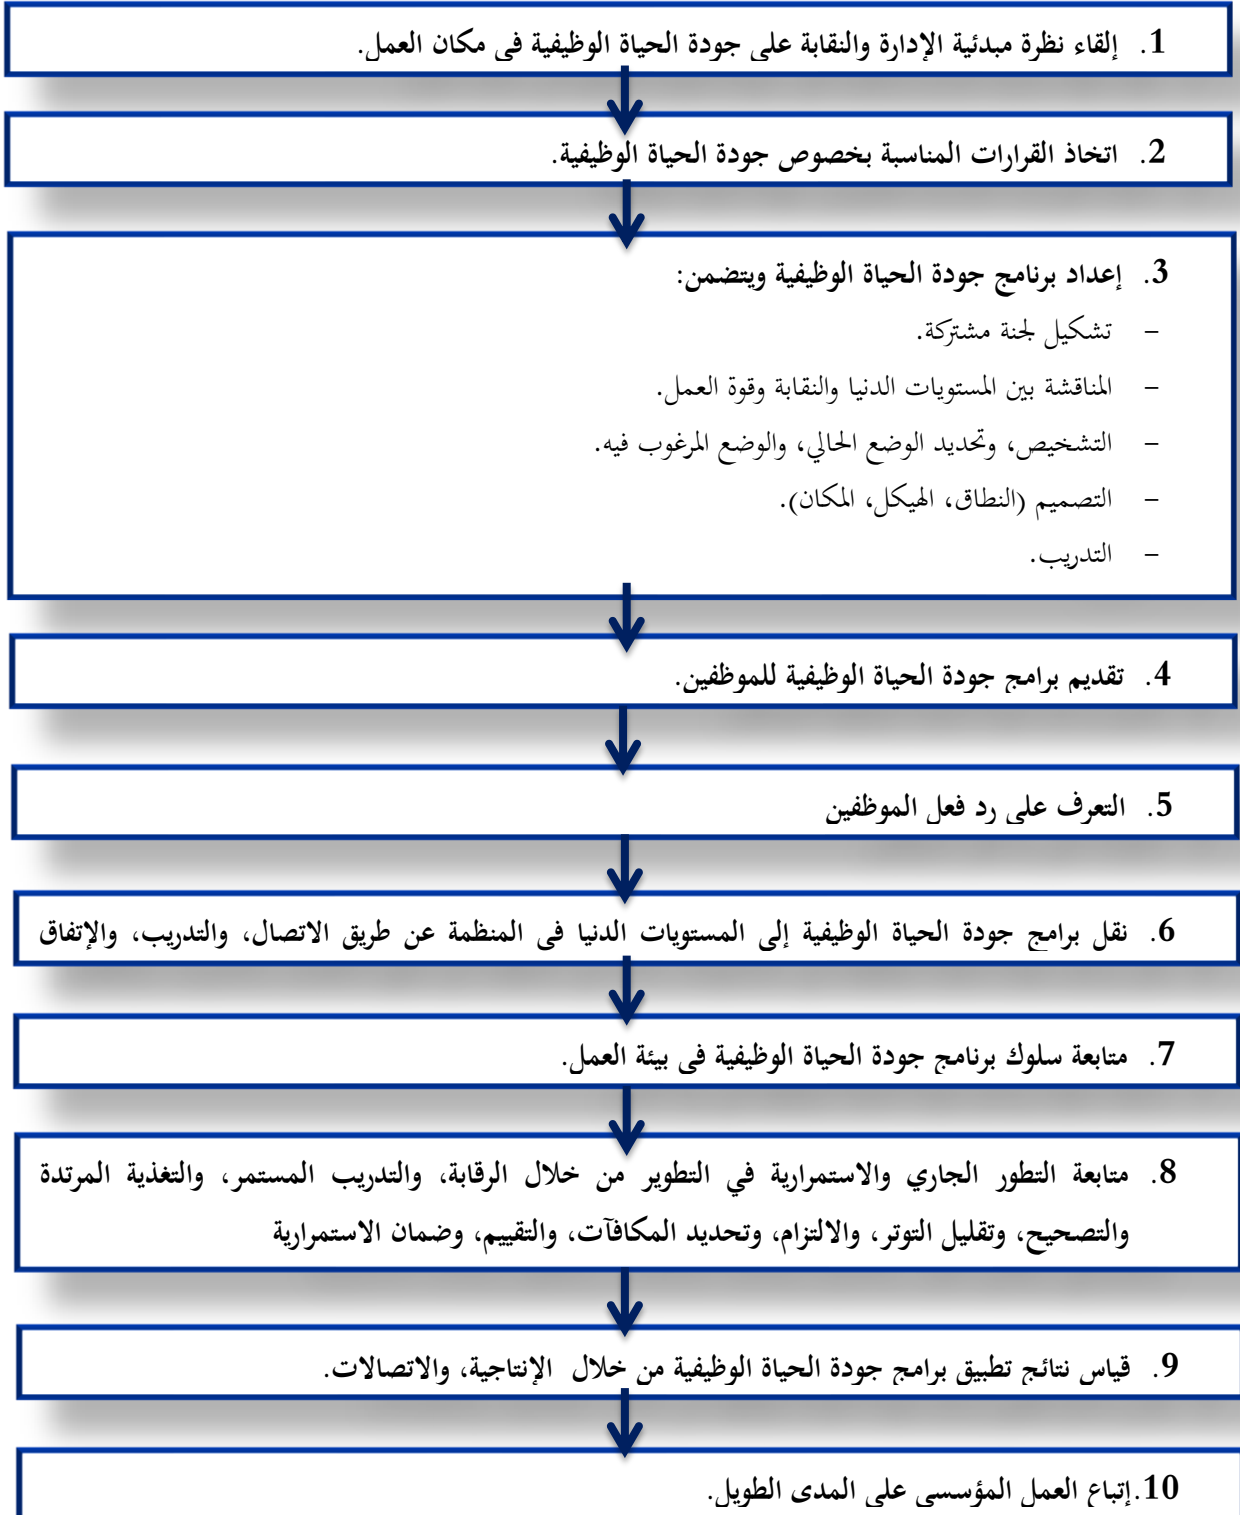 1. إلقاء نظرة مبدئية الإدارة والنقابة على جودة الحياة الوظيفية في مكان العمل.
2. اتخاذ القرارات المناسبة بخصوص جودة الحياة الوظيفية.
3. إعداد برنامج جودة الحياة الوظيفية ويتضمن:
- تشكيل لجنة مشتركة.
- المناقشة بين المستويات الدنيا والنقابة وقوة العمل.
- التشخيص، وتحديد الوضع الحالي، والوضع المرغوب فيه.
- التصميم (النطاق، الهيكل، المكان).
- التدريب.
4. تقديم برامج جودة الحياة الوظيفية للموظفين.
5. التعرف على رد فعل الموظفين
6. نقل برامج جودة الحياة الوظيفية إلى المستويات الدنيا في المنظمة عن طريق الاتصال، والتدريب، والإتفاق
7. متابعة سلوك برنامج جودة الحياة الوظيفية في بيئة العمل.
8. متابعة التطور الجاري والاستمرارية في التطوير من خلال الرقابة، والتدريب المستمر، والتغذية المرتدة
والتصحيح، وتقليل التوتر، والالتزام، وتحديد المكافآت، والتقييم، وضمان الاستمرارية
9. قياس نتائج تطبيق برامج جودة الحياة الوظيفية من خلال الإنتاجية، والاتصالات.
10.إتباع العمل المؤسسي على المدى الطويل.